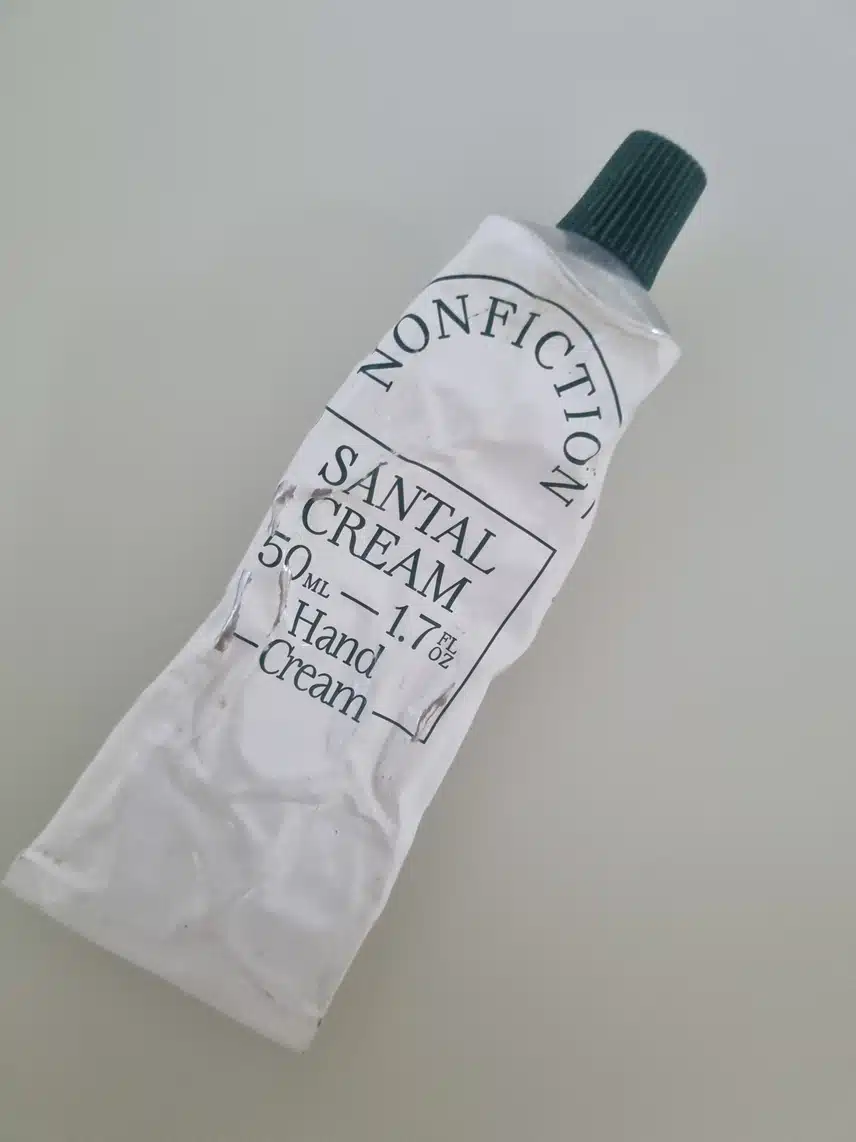 NONFICTION
SANTAL
CREAM
50ML — 1.7 FL OZ
Hand
Cream